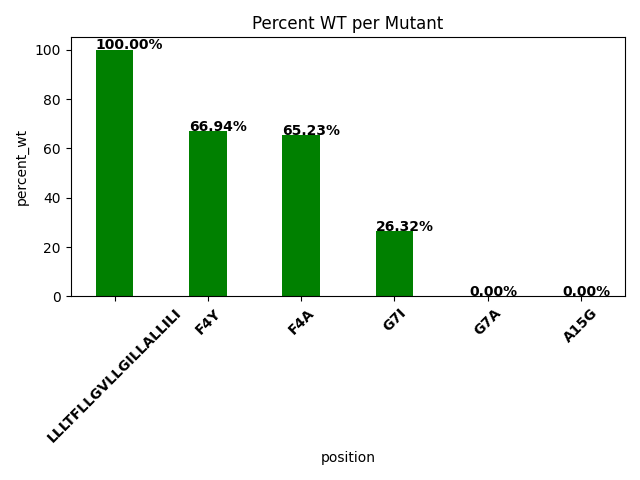 Percent WT per Mutant
percent_wt
100
80
60
40
20
0
100.00%
66.94%
65.23%
26.32%
0.00%
0.00%
LLLTFLLGVLLGILLALLILI
F4Y
F4A
G7I
G7A
A15G
position